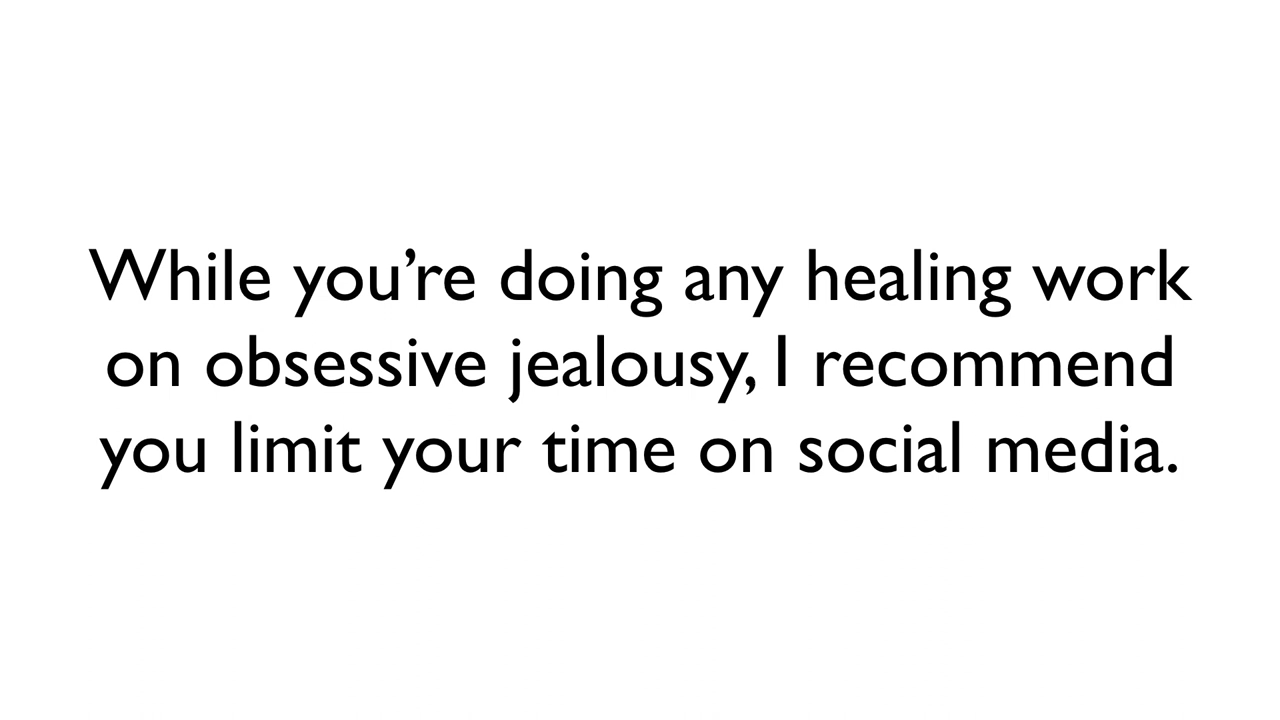 While you’re doing any healing work
on obsessive jealousy, I recommend
you limit your time on social media.